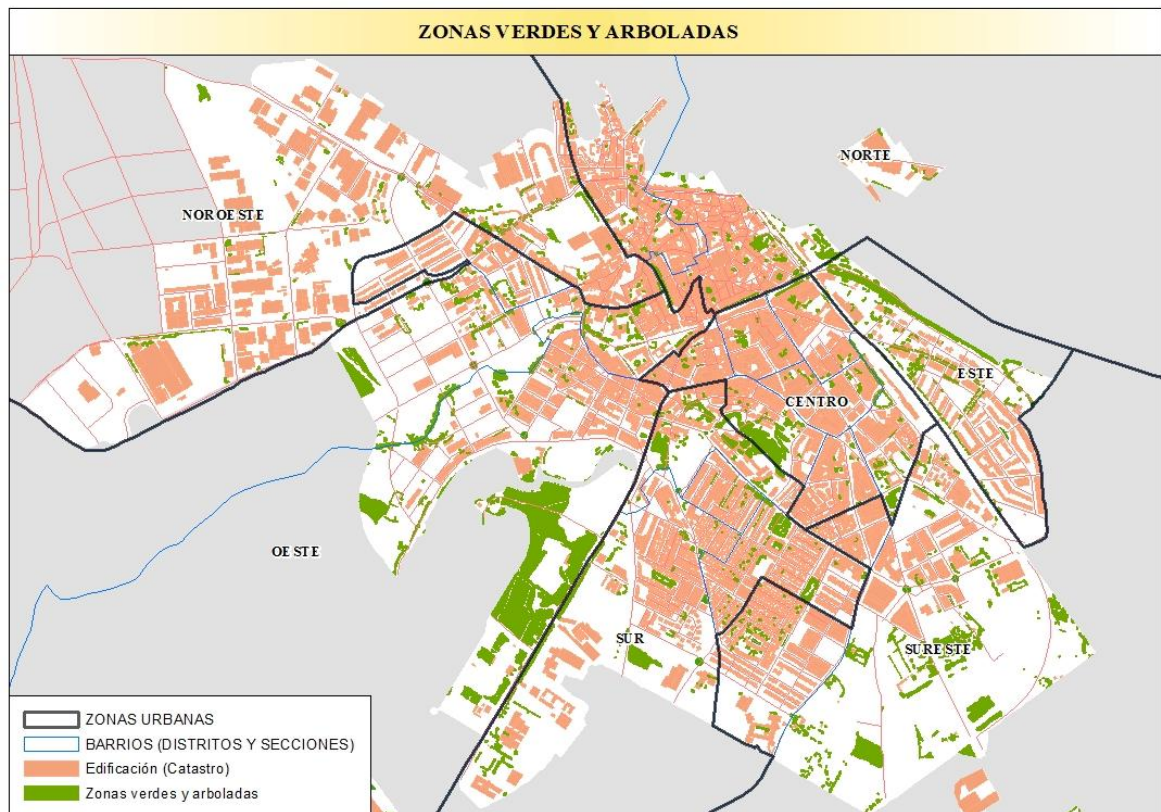 ZONAS VERDES Y ARBOLADAS
NORTE
NOROESTE
ESTE
CENTRO
OESTE
SUR
SURESTE
ZONAS URBANAS
BARRIOS (DISTRITOS Y SECCIONES)
Edificación (Catastro)
Zonas verdes y arboladas